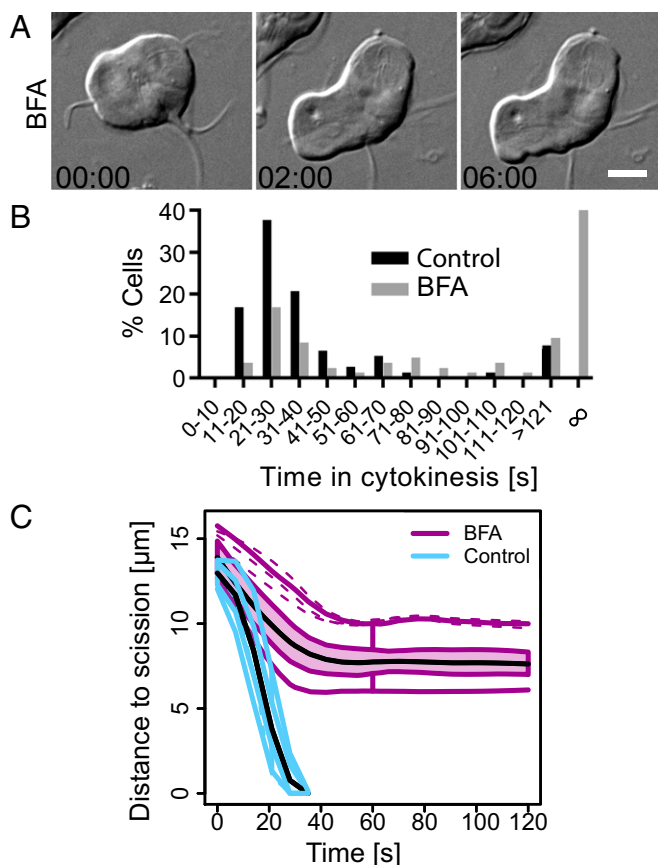 A
BFA
00:00
02:00
06:00
B
% Cells
40
30
20
10
0
Control
BFA
0-10
11-20
21-30
31-40
41-50
51-60
61-70
71-80
81-90
91-100
101-110
111-120
>121
∞
Time in cytokinesis [s]
C
Distance to scission [µm]
15
10
5
0
BFA
Control
0 20 40 60 80 100 120
Time [s]